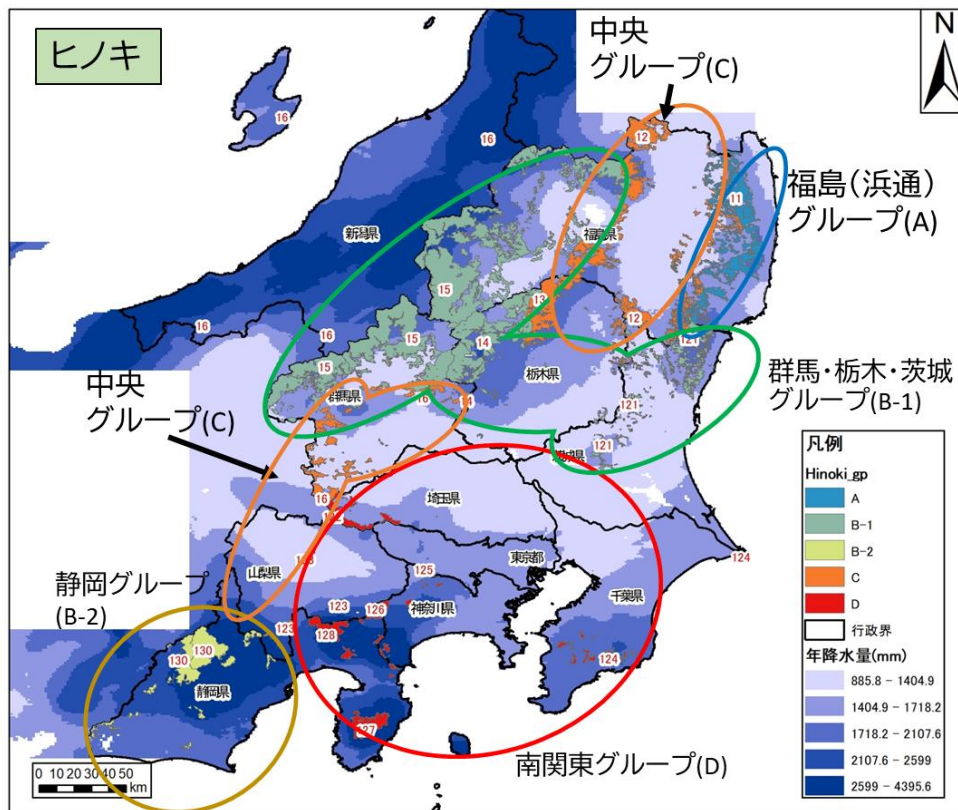 ヒノキ
中央
グループ(C)
N
福島（浜通）
グループ(A)
16
16
12
11
新潟県
福島県
15
13
12
121
16
16
15
15
14
栃木県
群馬・栃木・茨城
グループ(B-1)
中央
グループ(C)
群馬県
16
14
121
121
16
埼玉県
山梨県
東京都
125
124
静岡グループ
(B-2)
123
126
神奈川県
千葉県
123
128
124
130
130
静岡県
127
南関東グループ(D)
凡例
Hinoki_gp
A
B-1
B-2
C
D
行政界
年降水量(mm)
885.8 - 1404.9
1404.9 - 1718.2
1718.2 - 2107.6
2107.6 - 2599
2599 - 4395.6
0 10 20 30 40 50
km